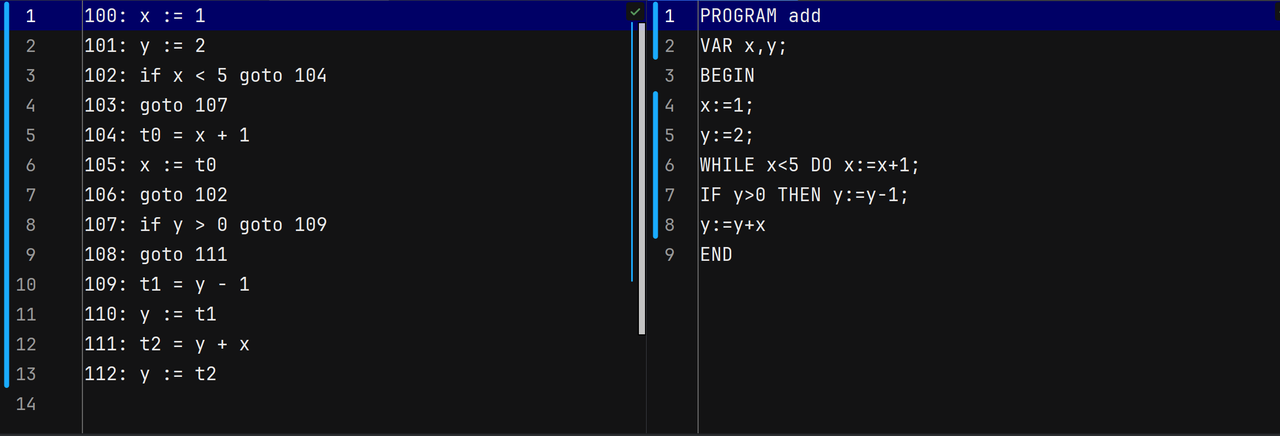 1 100: x := 1
2 101: y := 2
3 102: if x < 5 goto 104
4 103: goto 107
5 104: t0 = x + 1
6 105: x := t0
7 106: goto 102
8 107: if y > 0 goto 109
9 108: goto 111
10 109: t1 = y - 1
11 110: y := t1
12 111: t2 = y + x
13 112: y := t2
14
1 PROGRAM add
2 VAR x,y;
3 BEGIN
4 x:=1;
5 y:=2;
6 WHILE x<5 DO x:=x+1;
7 IF y>0 THEN y:=y-1;
8 y:=y+x
9 END